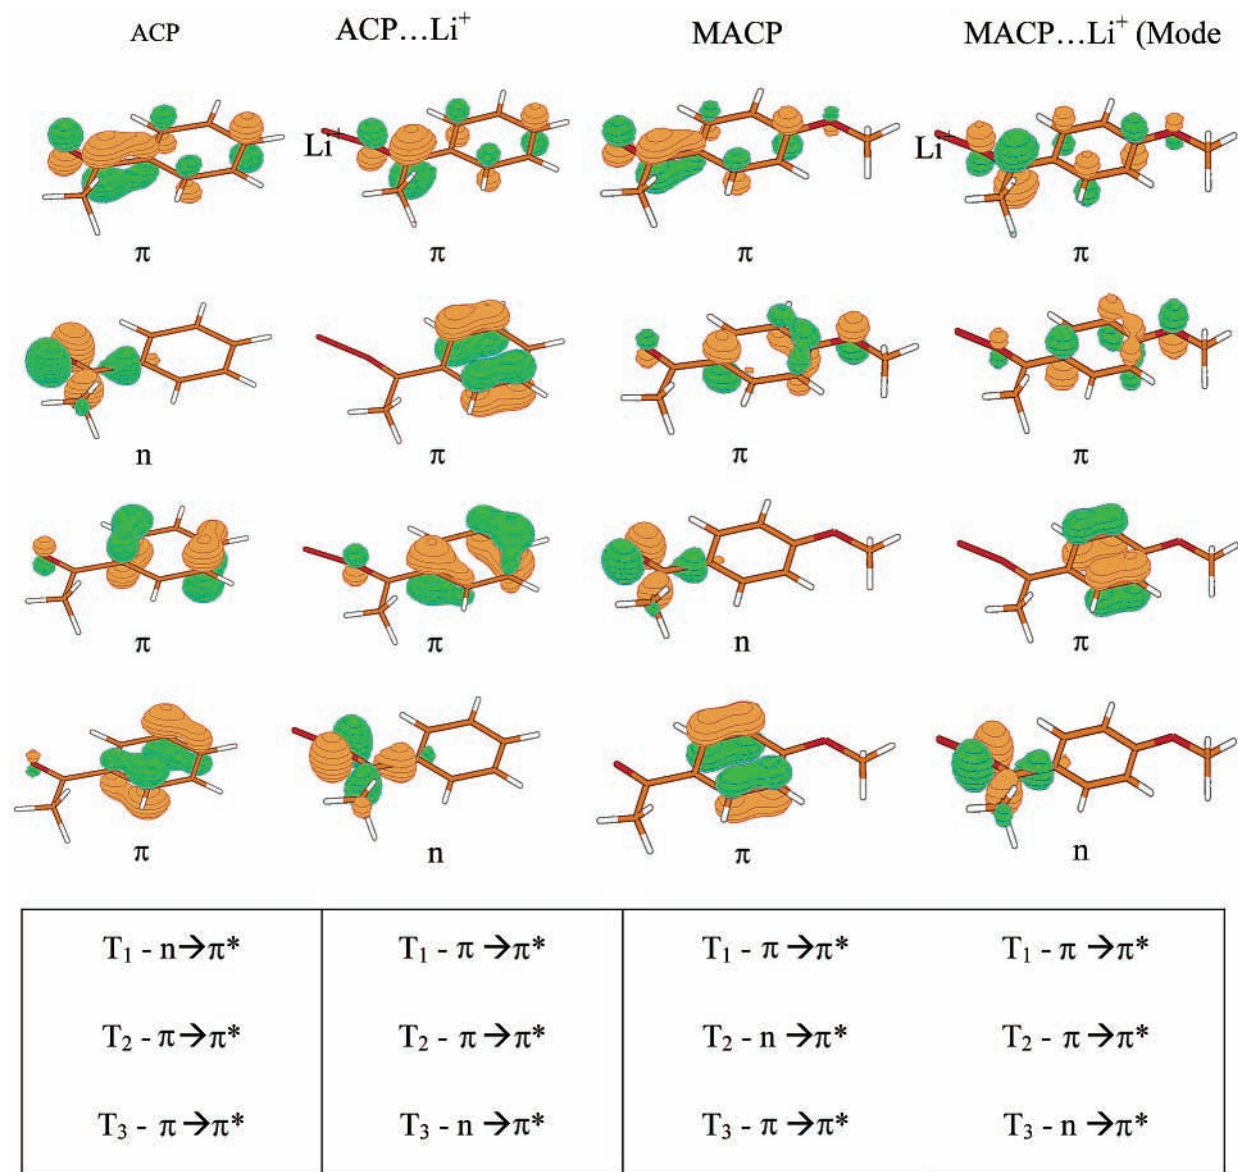 ACP ACP...Li⁺ MACP MACP...Li⁺ (Mode
Li⁺ Li⁺
π π π π
n π π π
π π n π
π n π n
T₁ - n→π* T₁ - π→π* T₁ - π→π* T₁ - π→π*
T₂ - π→π* T₂ - π→π* T₂ - n→π* T₂ - π→π*
T₃ - π→π* T₃ - n→π* T₃ - π→π* T₃ - n→π*